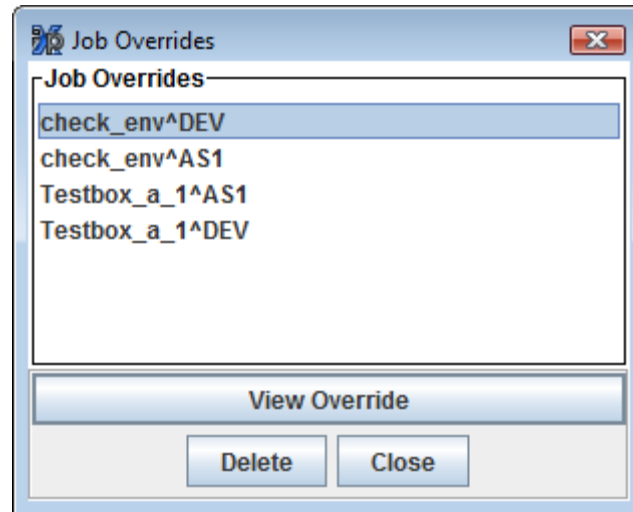 Job Overrides
Job Overrides
check_env^DEV
check_env^AS1
Testbox_a_1^AS1
Testbox_a_1^DEV
View Override
Delete Close